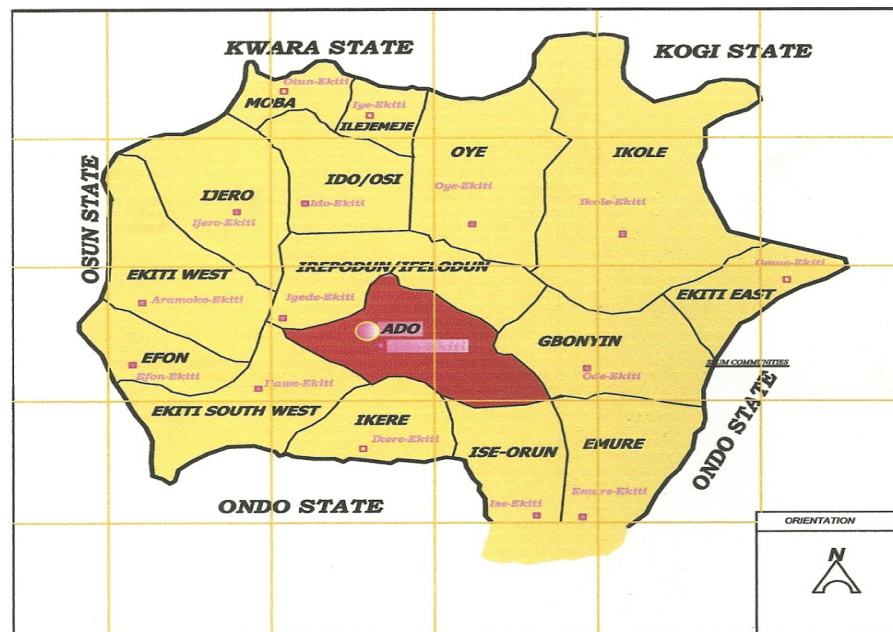 KWARA STATE
KOGI STATE
Otun-Ekiti
MOBA
Iye-Ekiti
ILEJEMEJE
OYE
IKOLE
IDO/OSI
OSUN STATE
IJERO
Oye-Ekiti
Ikole-Ekiti
Ido-Ekiti
Ijero-Ekiti
IREPODUN/IFELODUN
EKITI WEST
Omuo-Ekiti
EKITI EAST
Aramoko-Ekiti
Igede-Ekiti
ADO
GBONYIN
EFON
Efon-Ekiti
Ode-Ekiti
COMMUNITIES
EKITI SOUTH WEST
IKERE
Ikere-Ekiti
ISE-ORUN
EMURE
ONDO STATE
ONDO STATE
Ise-Ekiti
Emure-Ekiti
ORIENTATION
N